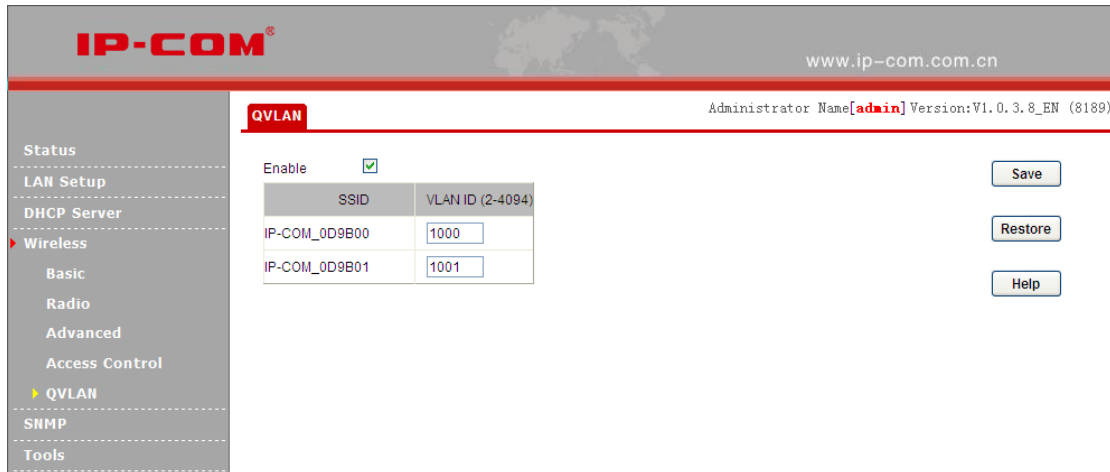 IP-COM®
www.ip-com.com.cn
QVLAN
Administrator Name[admin] Version:V1.0.3.8_EN (8189)
Status
LAN Setup
DHCP Server
Wireless
Basic
Radio
Advanced
Access Control
QVLAN
SNMP
Tools
Enable
SSID VLAN ID (2-4094)
IP-COM_0D9B00 1000
IP-COM_0D9B01 1001
Save
Restore
Help